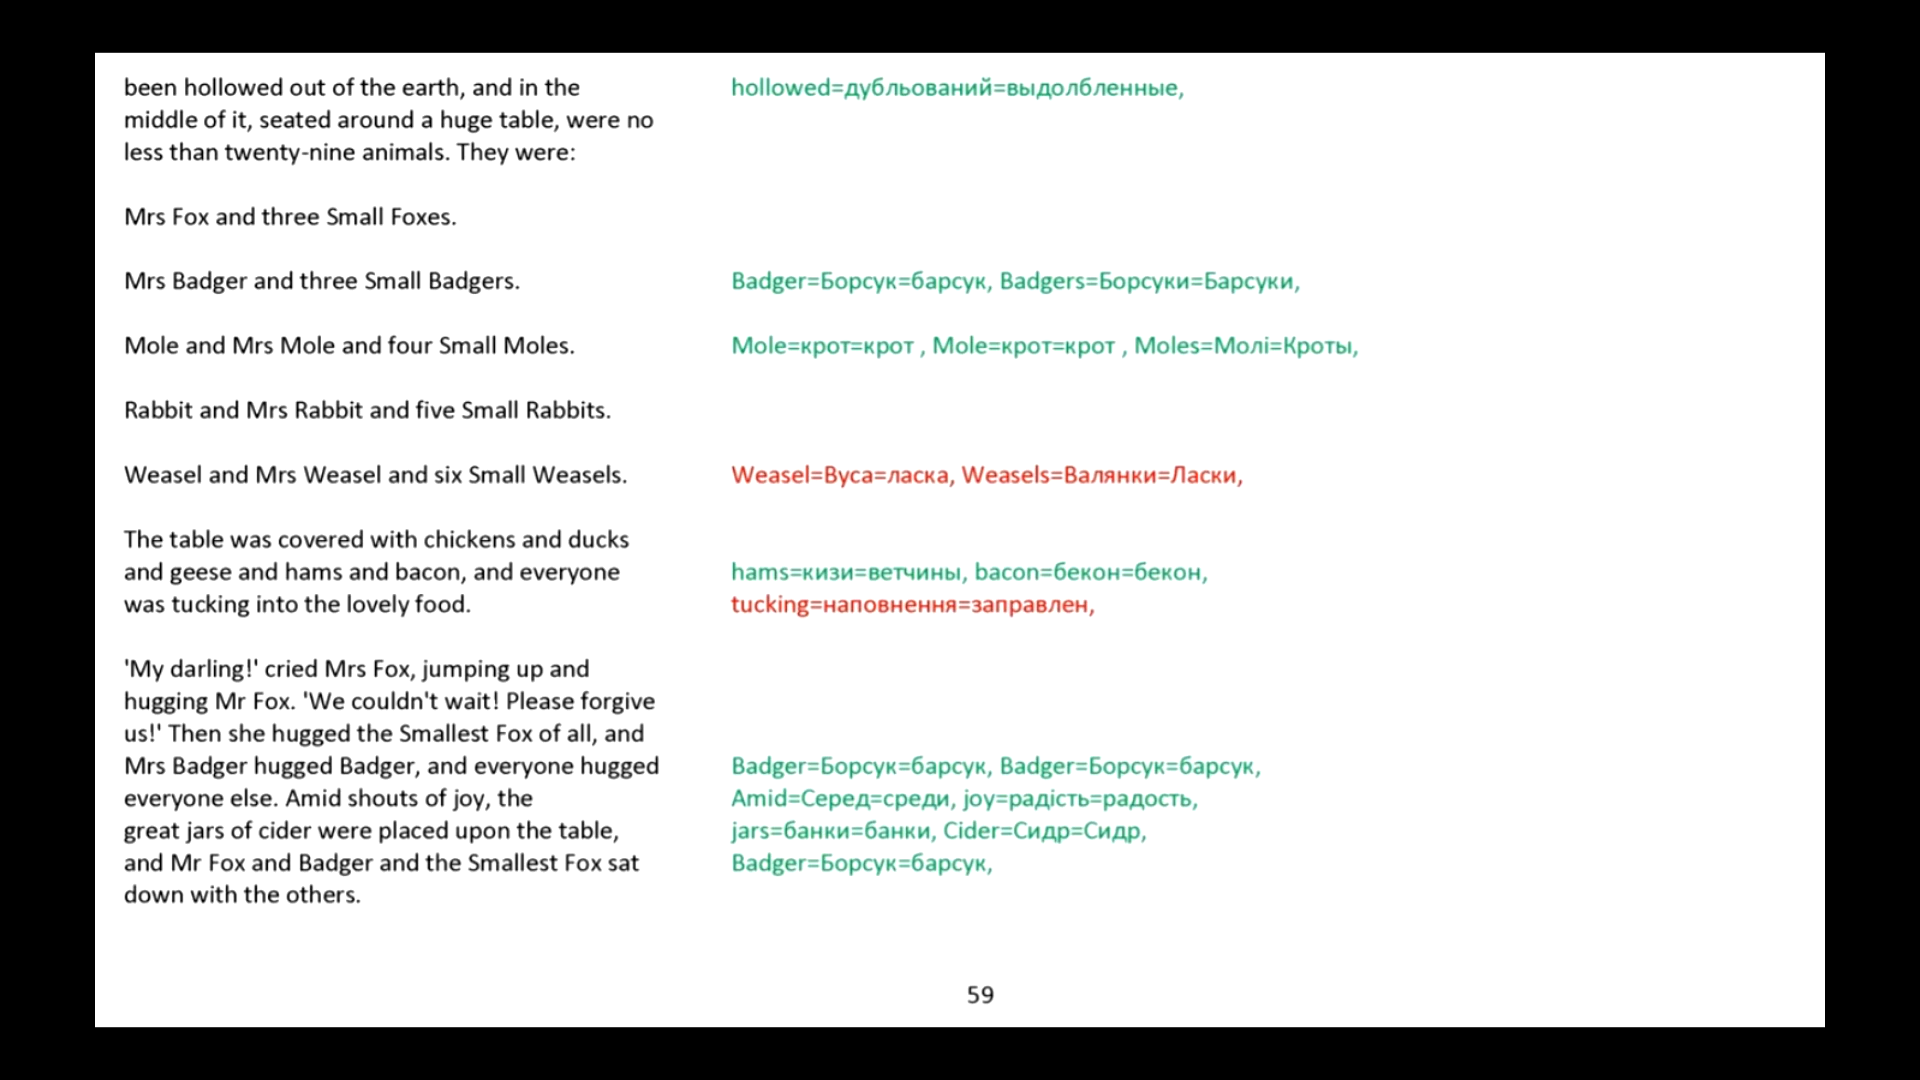 been hollowed out of the earth, and in the hollowed=дубльований=выдолбленные,
middle of it, seated around a huge table, were no
less than twenty-nine animals. They were:
Mrs Fox and three Small Foxes.
Mrs Badger and three Small Badgers. Badger=Борсук=барсук, Badgers=Борсуки=Барсуки,
Mole and Mrs Mole and four Small Moles. Mole=крот=крот , Mole=крот=крот , Moles=Молі=Кроты,
Rabbit and Mrs Rabbit and five Small Rabbits.
Weasel and Mrs Weasel and six Small Weasels. Weasel=Вуса=ласка, Weasels=Валянки=Ласки,
The table was covered with chickens and ducks
and geese and hams and bacon, and everyone hams=кизи=ветчины, bacon=бекон=бекон,
was tucking into the lovely food. tucking=наповнення=заправлен,
'My darling!' cried Mrs Fox, jumping up and
hugging Mr Fox. 'We couldn't wait! Please forgive
us!' Then she hugged the Smallest Fox of all, and
Mrs Badger hugged Badger, and everyone hugged Badger=Борсук=барсук, Badger=Борсук=барсук,
everyone else. Amid shouts of joy, the Amid=Серед=среди, joy=радість=радость,
great jars of cider were placed upon the table, jars=банки=банки, Cider=Сидр=Сидр,
and Mr Fox and Badger and the Smallest Fox sat Badger=Борсук=барсук,
down with the others.
59